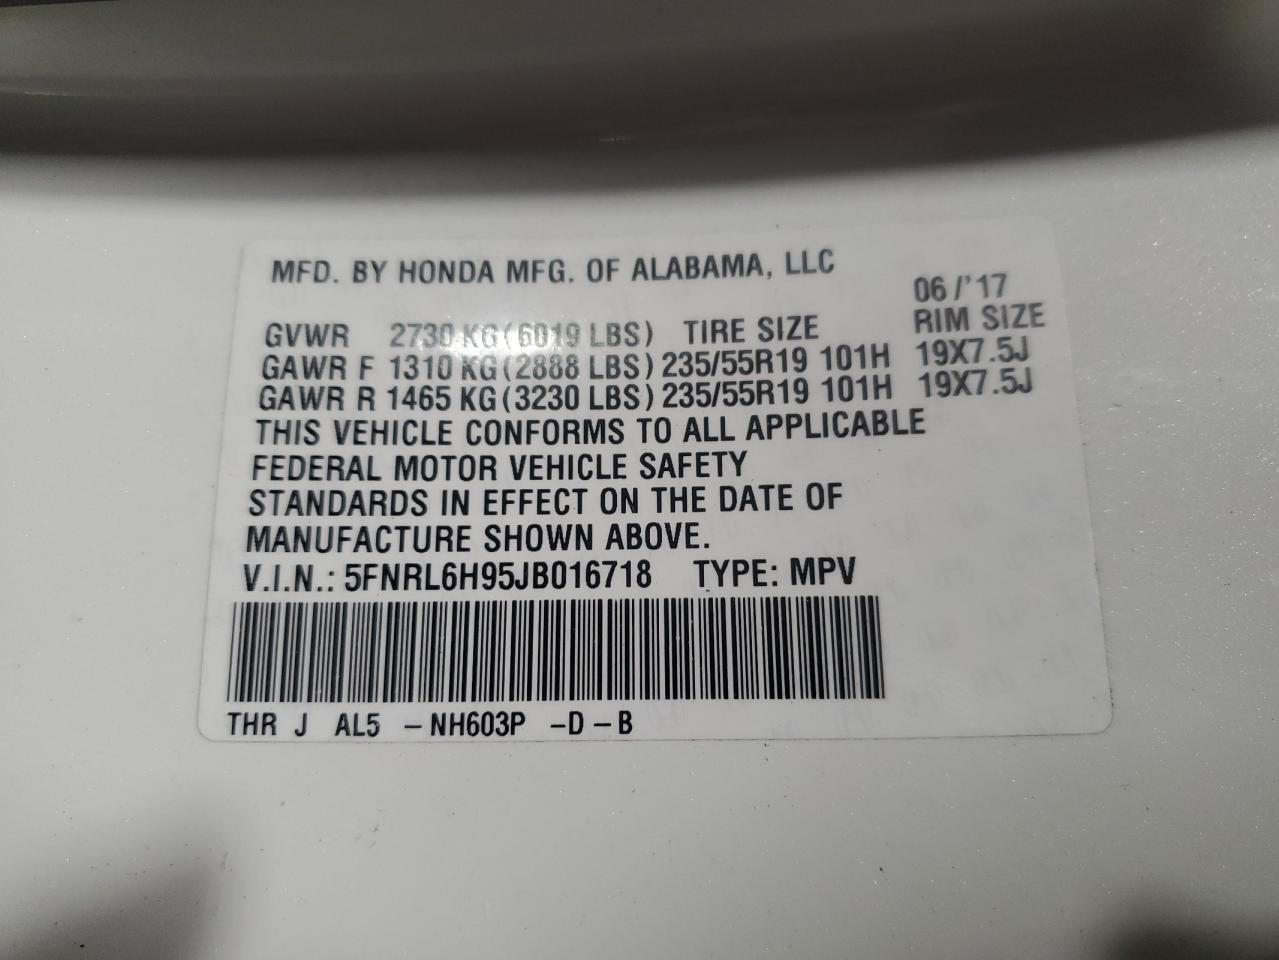 MFD. BY HONDA MFG. OF ALABAMA, LLC
06/'17
GVWR 2730 KG(6019 LBS) TIRE SIZE RIM SIZE
GAWR F 1310 KG(2888 LBS) 235/55R19 101H 19X7.5J
GAWR R 1465 KG(3230 LBS) 235/55R19 101H 19X7.5J
THIS VEHICLE CONFORMS TO ALL APPLICABLE
FEDERAL MOTOR VEHICLE SAFETY
STANDARDS IN EFFECT ON THE DATE OF
MANUFACTURE SHOWN ABOVE.
V.I.N.: 5FNRL6H95JB016718 TYPE: MPV
THR J AL5 -NH603P -D-B